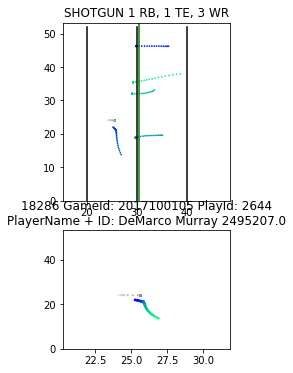 SHOTGUN 1 RB, 1 TE, 3 WR
50
40
30
20
10
0
20 30 40
18286 GameId: 2017100105 PlayId: 2644
PlayerName + ID: DeMarco Murray 2495207.0
40
20
0
22.5 25.0 27.5 30.0